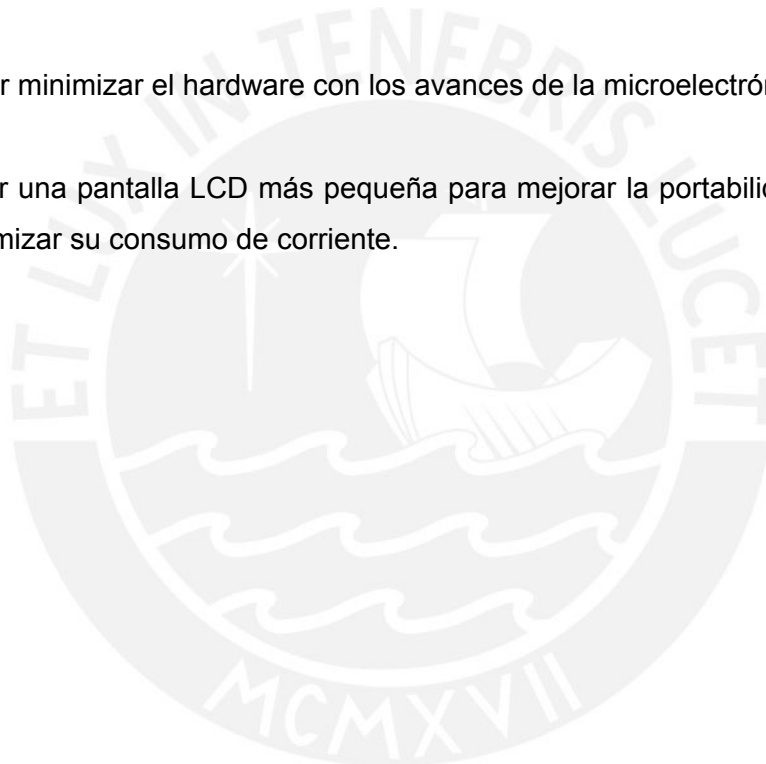 r minimizar el hardware con los avances de la microelectrón
r una pantalla LCD más pequeña para mejorar la portabilid
mizar su consumo de corriente.
ET LUX IN TENEBRIS LUCET
MCMXVII